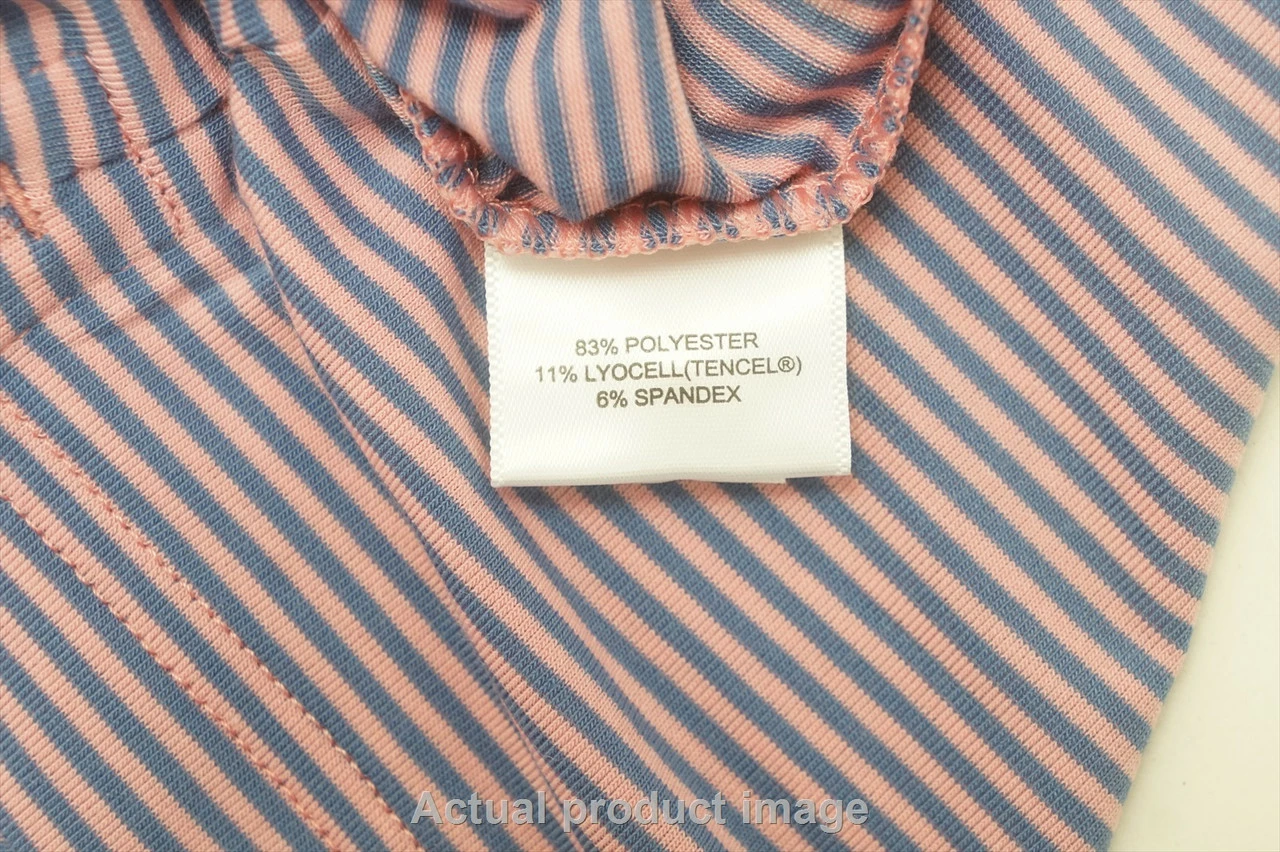 83% POLYESTER
11% LYOCELL(TENCEL®)
6% SPANDEX
Actual product image